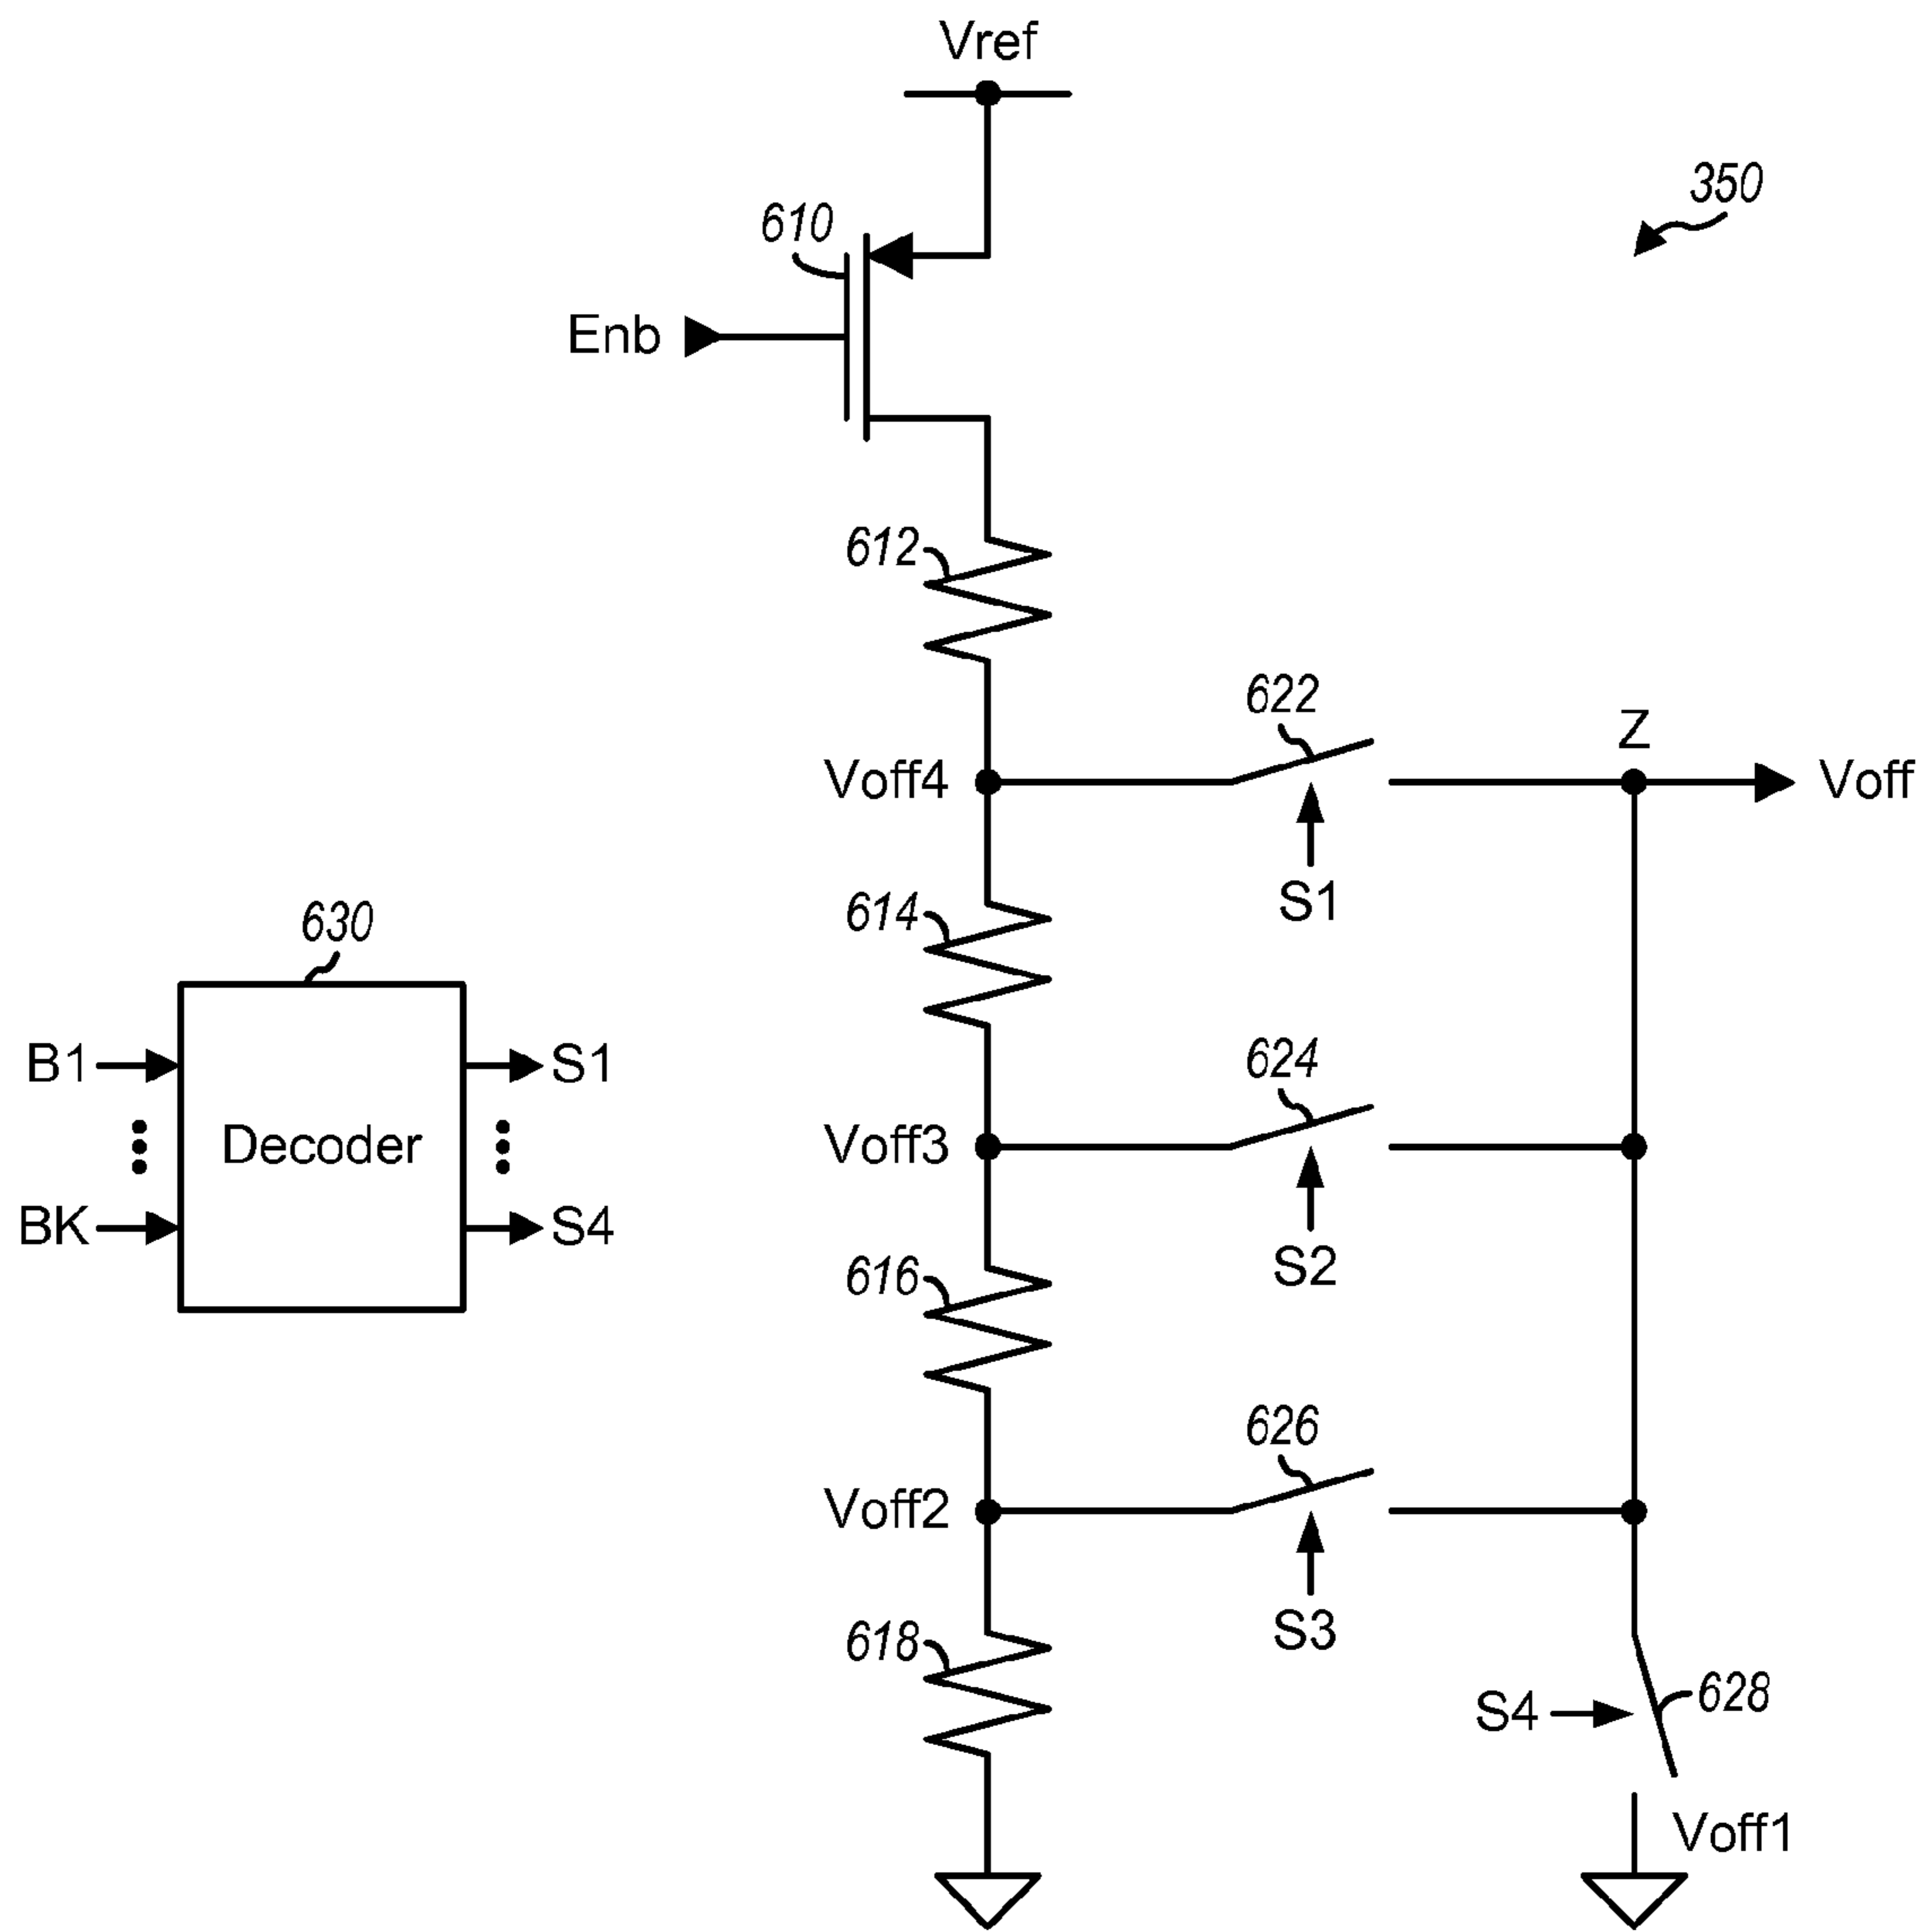 Vref
350
610
Enb
612
622
Z
Voff4
Voff
S1
614
630
B1
S1
624
Decoder
Voff3
BK
S4
S2
616
626
Voff2
S3
618
S4
628
Voff1